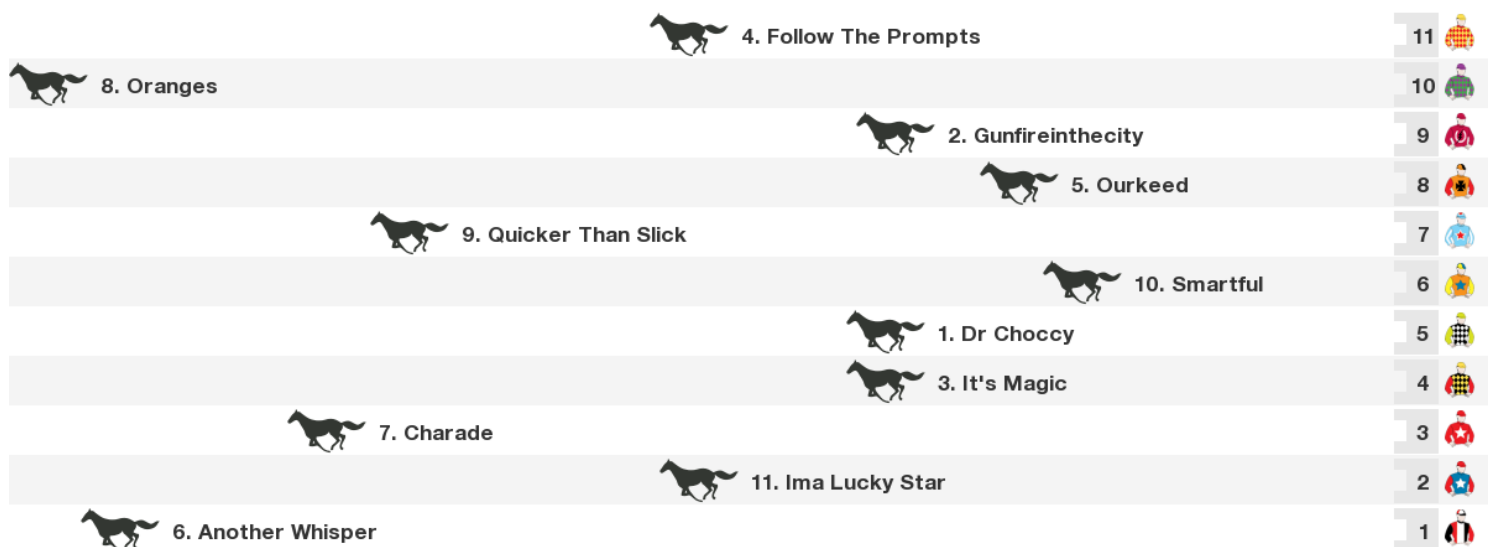 4. Follow The Prompts 11
8. Oranges 10
2. Gunfireinthecity 9
5. Ourkeed 8
9. Quicker Than Slick 7
10. Smartful 6
1. Dr Choccy 5
3. It's Magic 4
7. Charade 3
11. Ima Lucky Star 2
6. Another Whisper 1